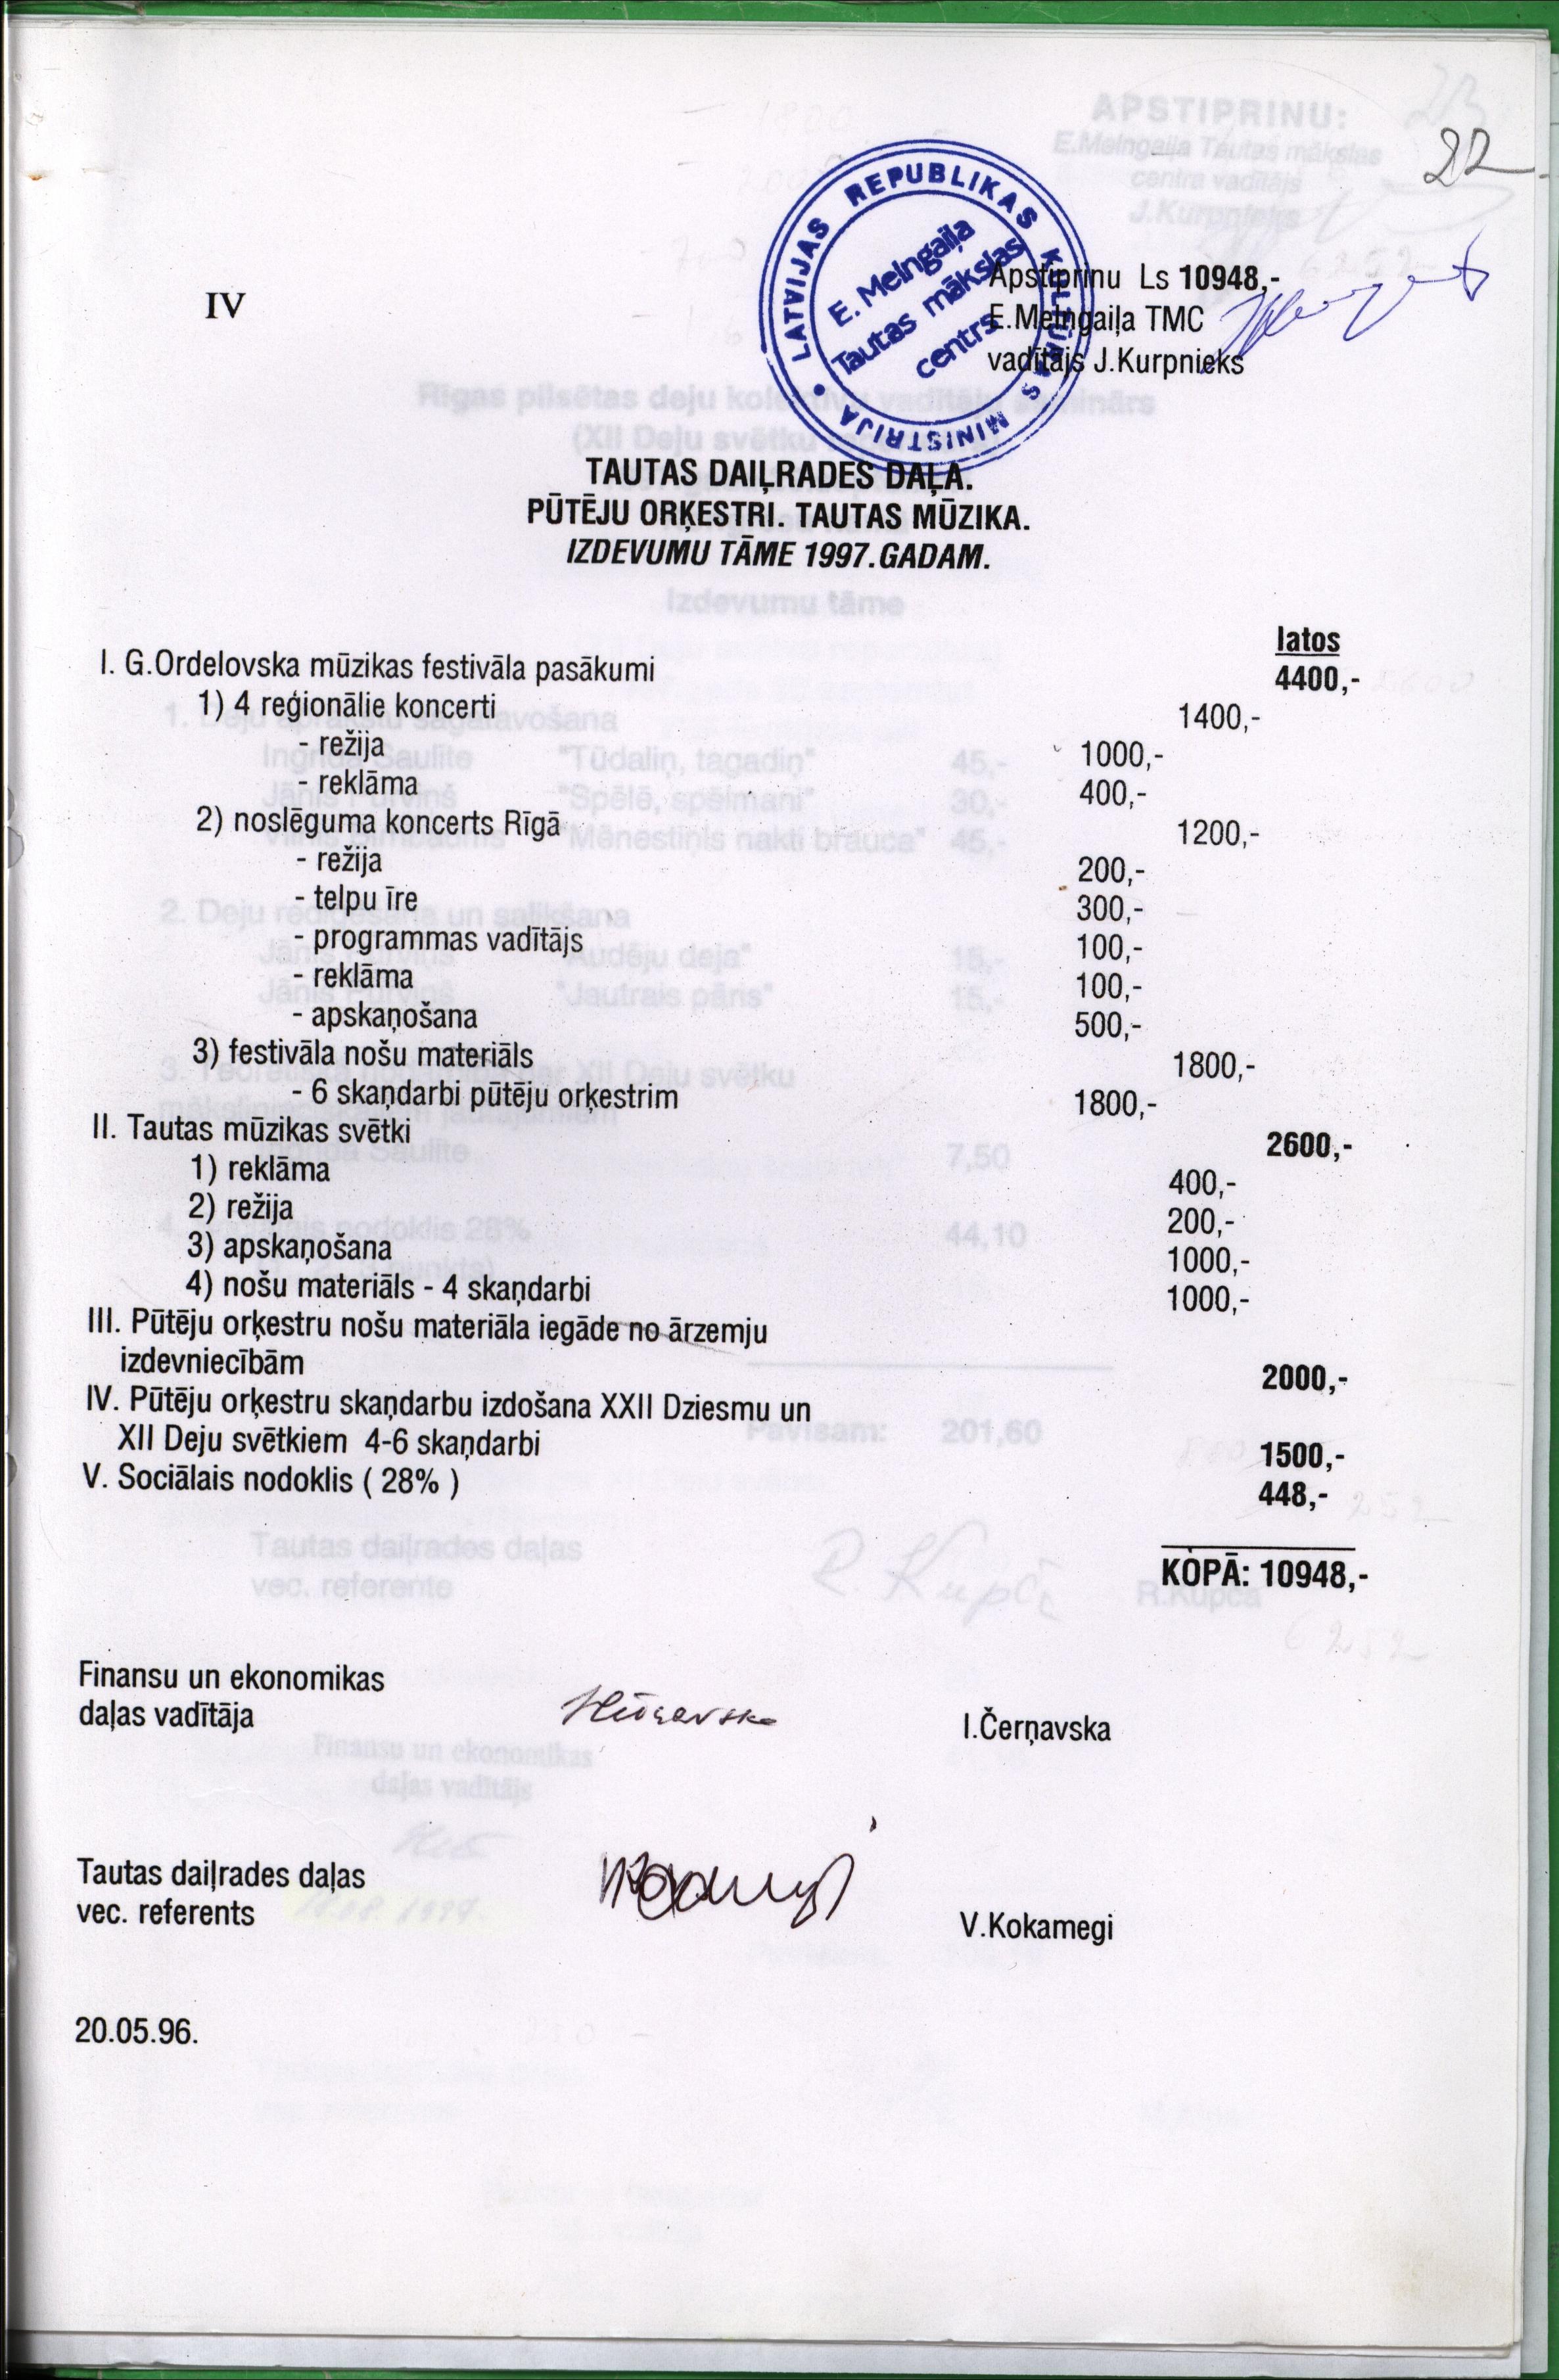 22
LATVIJAS REPUBLIKAS KULTŪRAS MINISTRIJA
E. Melngaiļa
Tautas mākslas
centrs
IV
Apstiprinu Ls 10948,-
E.Melngaiļa TMC
vadītājs J.Kurpnieks
TAUTAS DAIĻRADES DAĻA.
PŪTĒJU ORĶESTRI. TAUTAS MŪZIKA.
IZDEVUMU TĀME 1997.GADAM.
latos
I. G.Ordelovska mūzikas festivāla pasākumi 4400,-
1) 4 reģionālie koncerti 1400,-
- režija 1000,-
- reklāma 400,-
2) noslēguma koncerts Rīgā 1200,-
- režija 200,-
- telpu īre 300,-
- programmas vadītājs 100,-
- reklāma 100,-
- apskaņošana 500,-
3) festivāla nošu materiāls 1800,-
- 6 skaņdarbi pūtēju orķestrim 1800,-
II. Tautas mūzikas svētki 2600,-
1) reklāma 400,-
2) režija 200,-
3) apskaņošana 1000,-
4) nošu materiāls - 4 skaņdarbi 1000,-
III. Pūtēju orķestru nošu materiāla iegāde no ārzemju
izdevniecībām 2000,-
IV. Pūtēju orķestru skaņdarbu izdošana XXII Dziesmu un
XII Deju svētkiem 4-6 skaņdarbi 1500,-
V. Sociālais nodoklis ( 28% ) 448,-
KOPĀ: 10948,-
Finansu un ekonomikas
daļas vadītāja I.Čerņavska
Tautas daiļrades daļas
vec. referents V.Kokamegi
20.05.96.